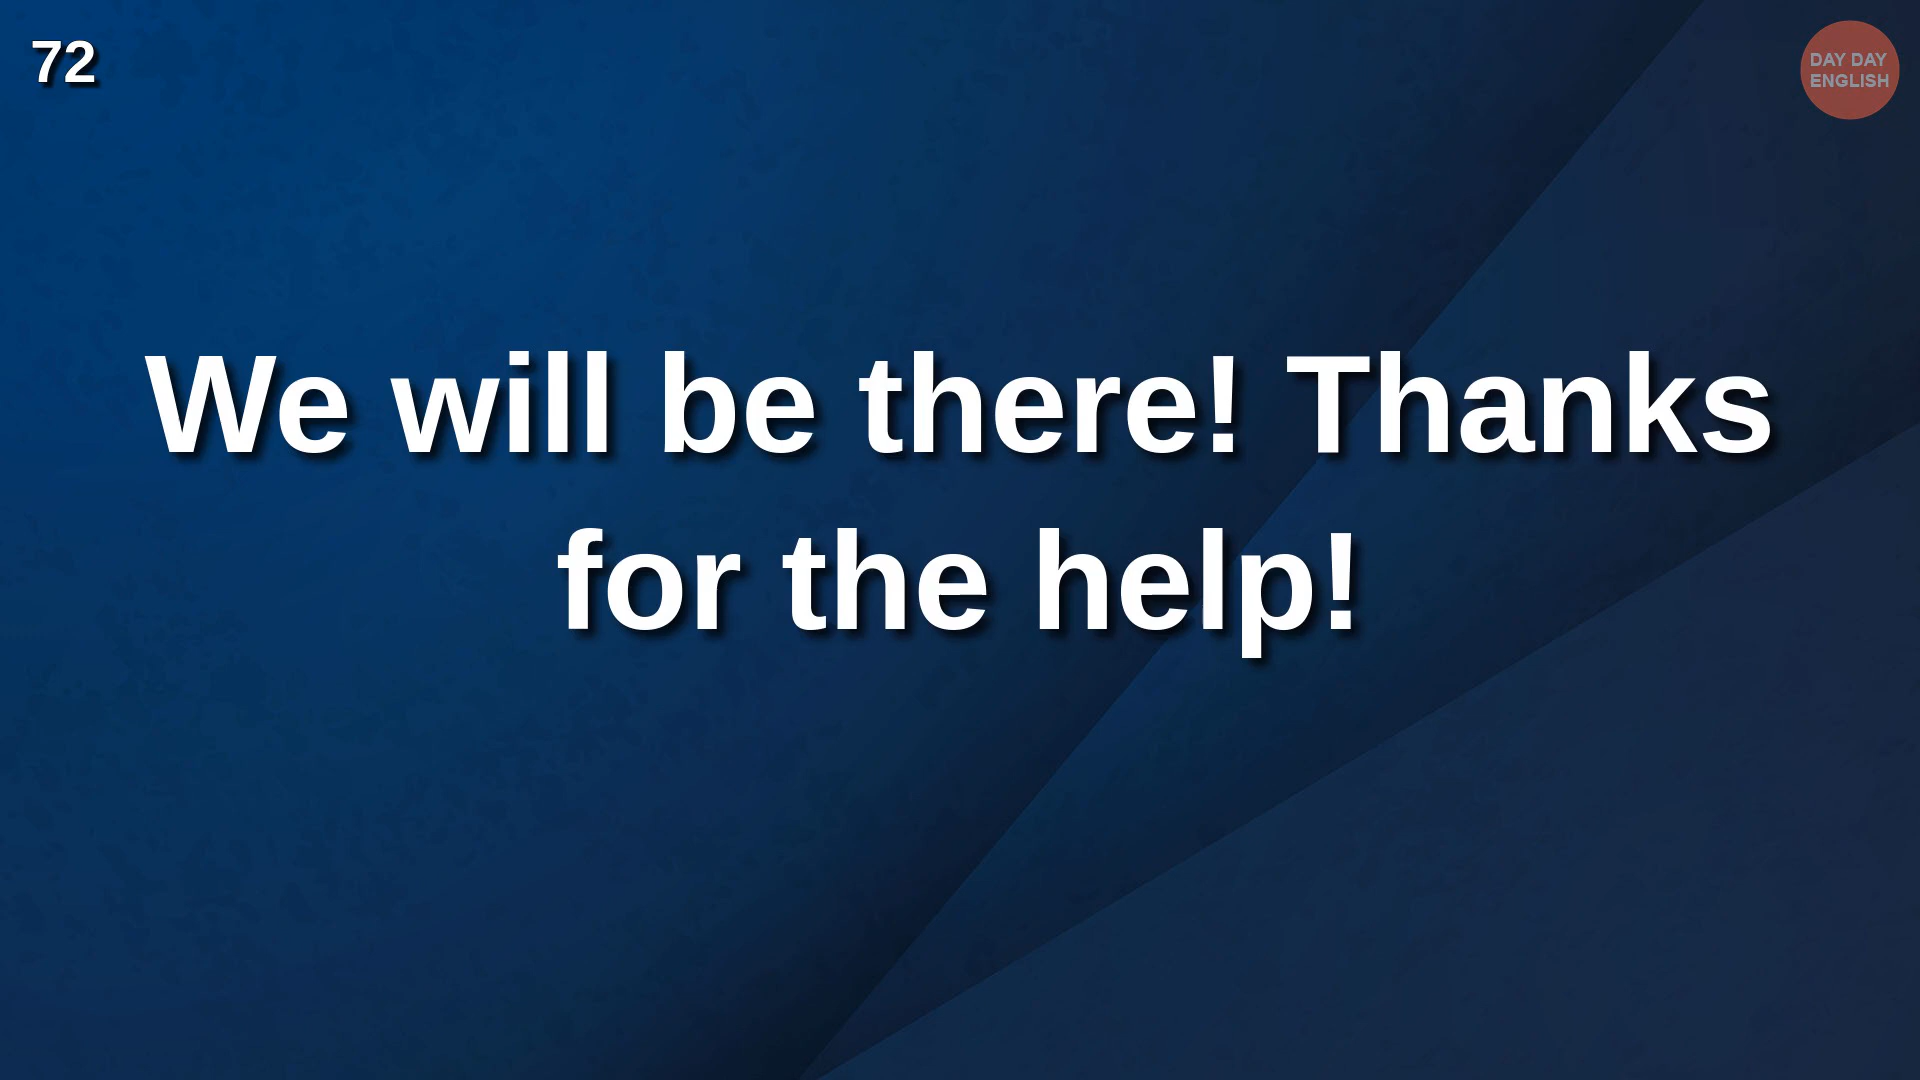 72
DAY DAY
ENGLISH
We will be there! Thanks
for the help!